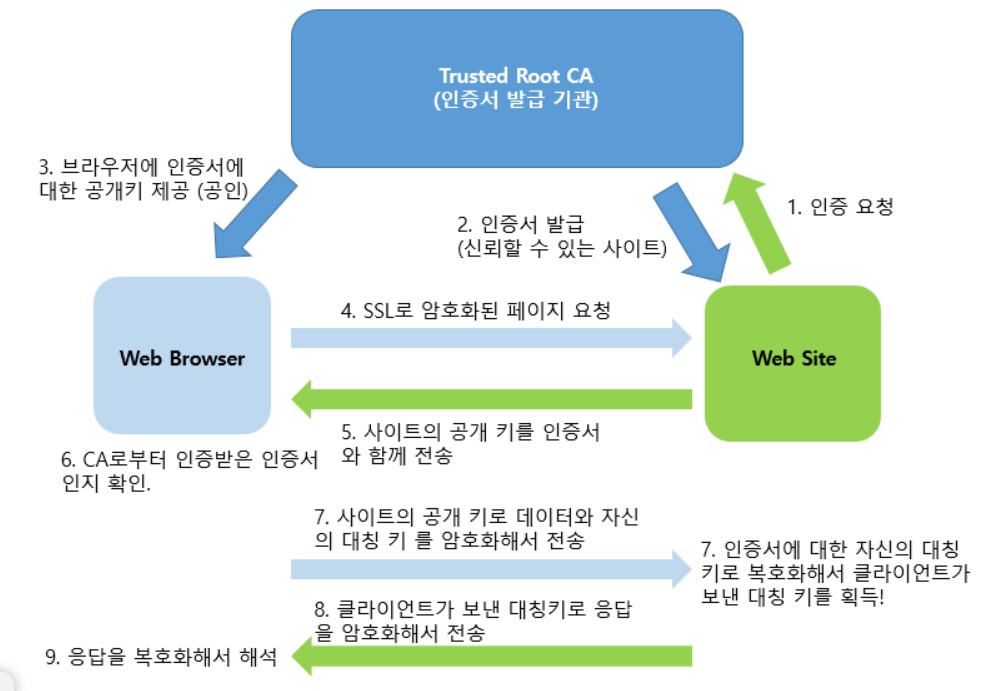 Trusted Root CA
(인증서 발급 기관)
3. 브라우저에 인증서에
대한 공개키 제공 (공인)
2. 인증서 발급
(신뢰할 수 있는 사이트)
1. 인증 요청
4. SSL로 암호화된 페이지 요청
Web Browser
Web Site
5. 사이트의 공개 키를 인증서
와 함께 전송
6. CA로부터 인증받은 인증서
인지 확인.
7. 사이트의 공개 키로 데이터와 자신
의 대칭 키 를 암호화해서 전송
7. 인증서에 대한 자신의 대칭
키로 복호화해서 클라이언트가
보낸 대칭 키를 획득!
8. 클라이언트가 보낸 대칭키로 응답
을 암호화해서 전송
9. 응답을 복호화해서 해석